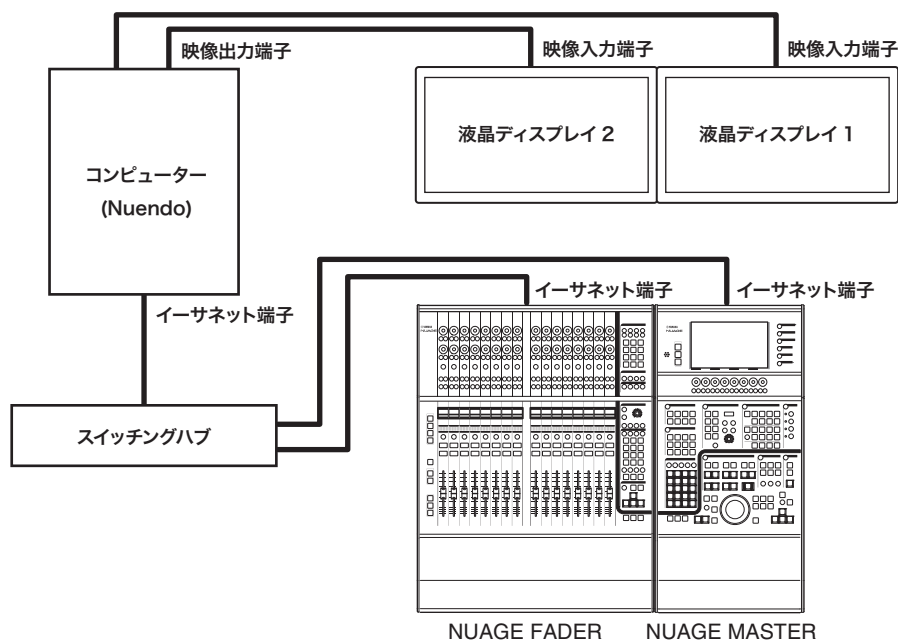 映像出力端子
映像入力端子
映像入力端子
液晶ディスプレイ 2
液晶ディスプレイ 1
コンピューター
(Nuendo)
イーサネット端子
イーサネット端子
イーサネット端子
スイッチングハブ
NUAGE FADER
NUAGE MASTER